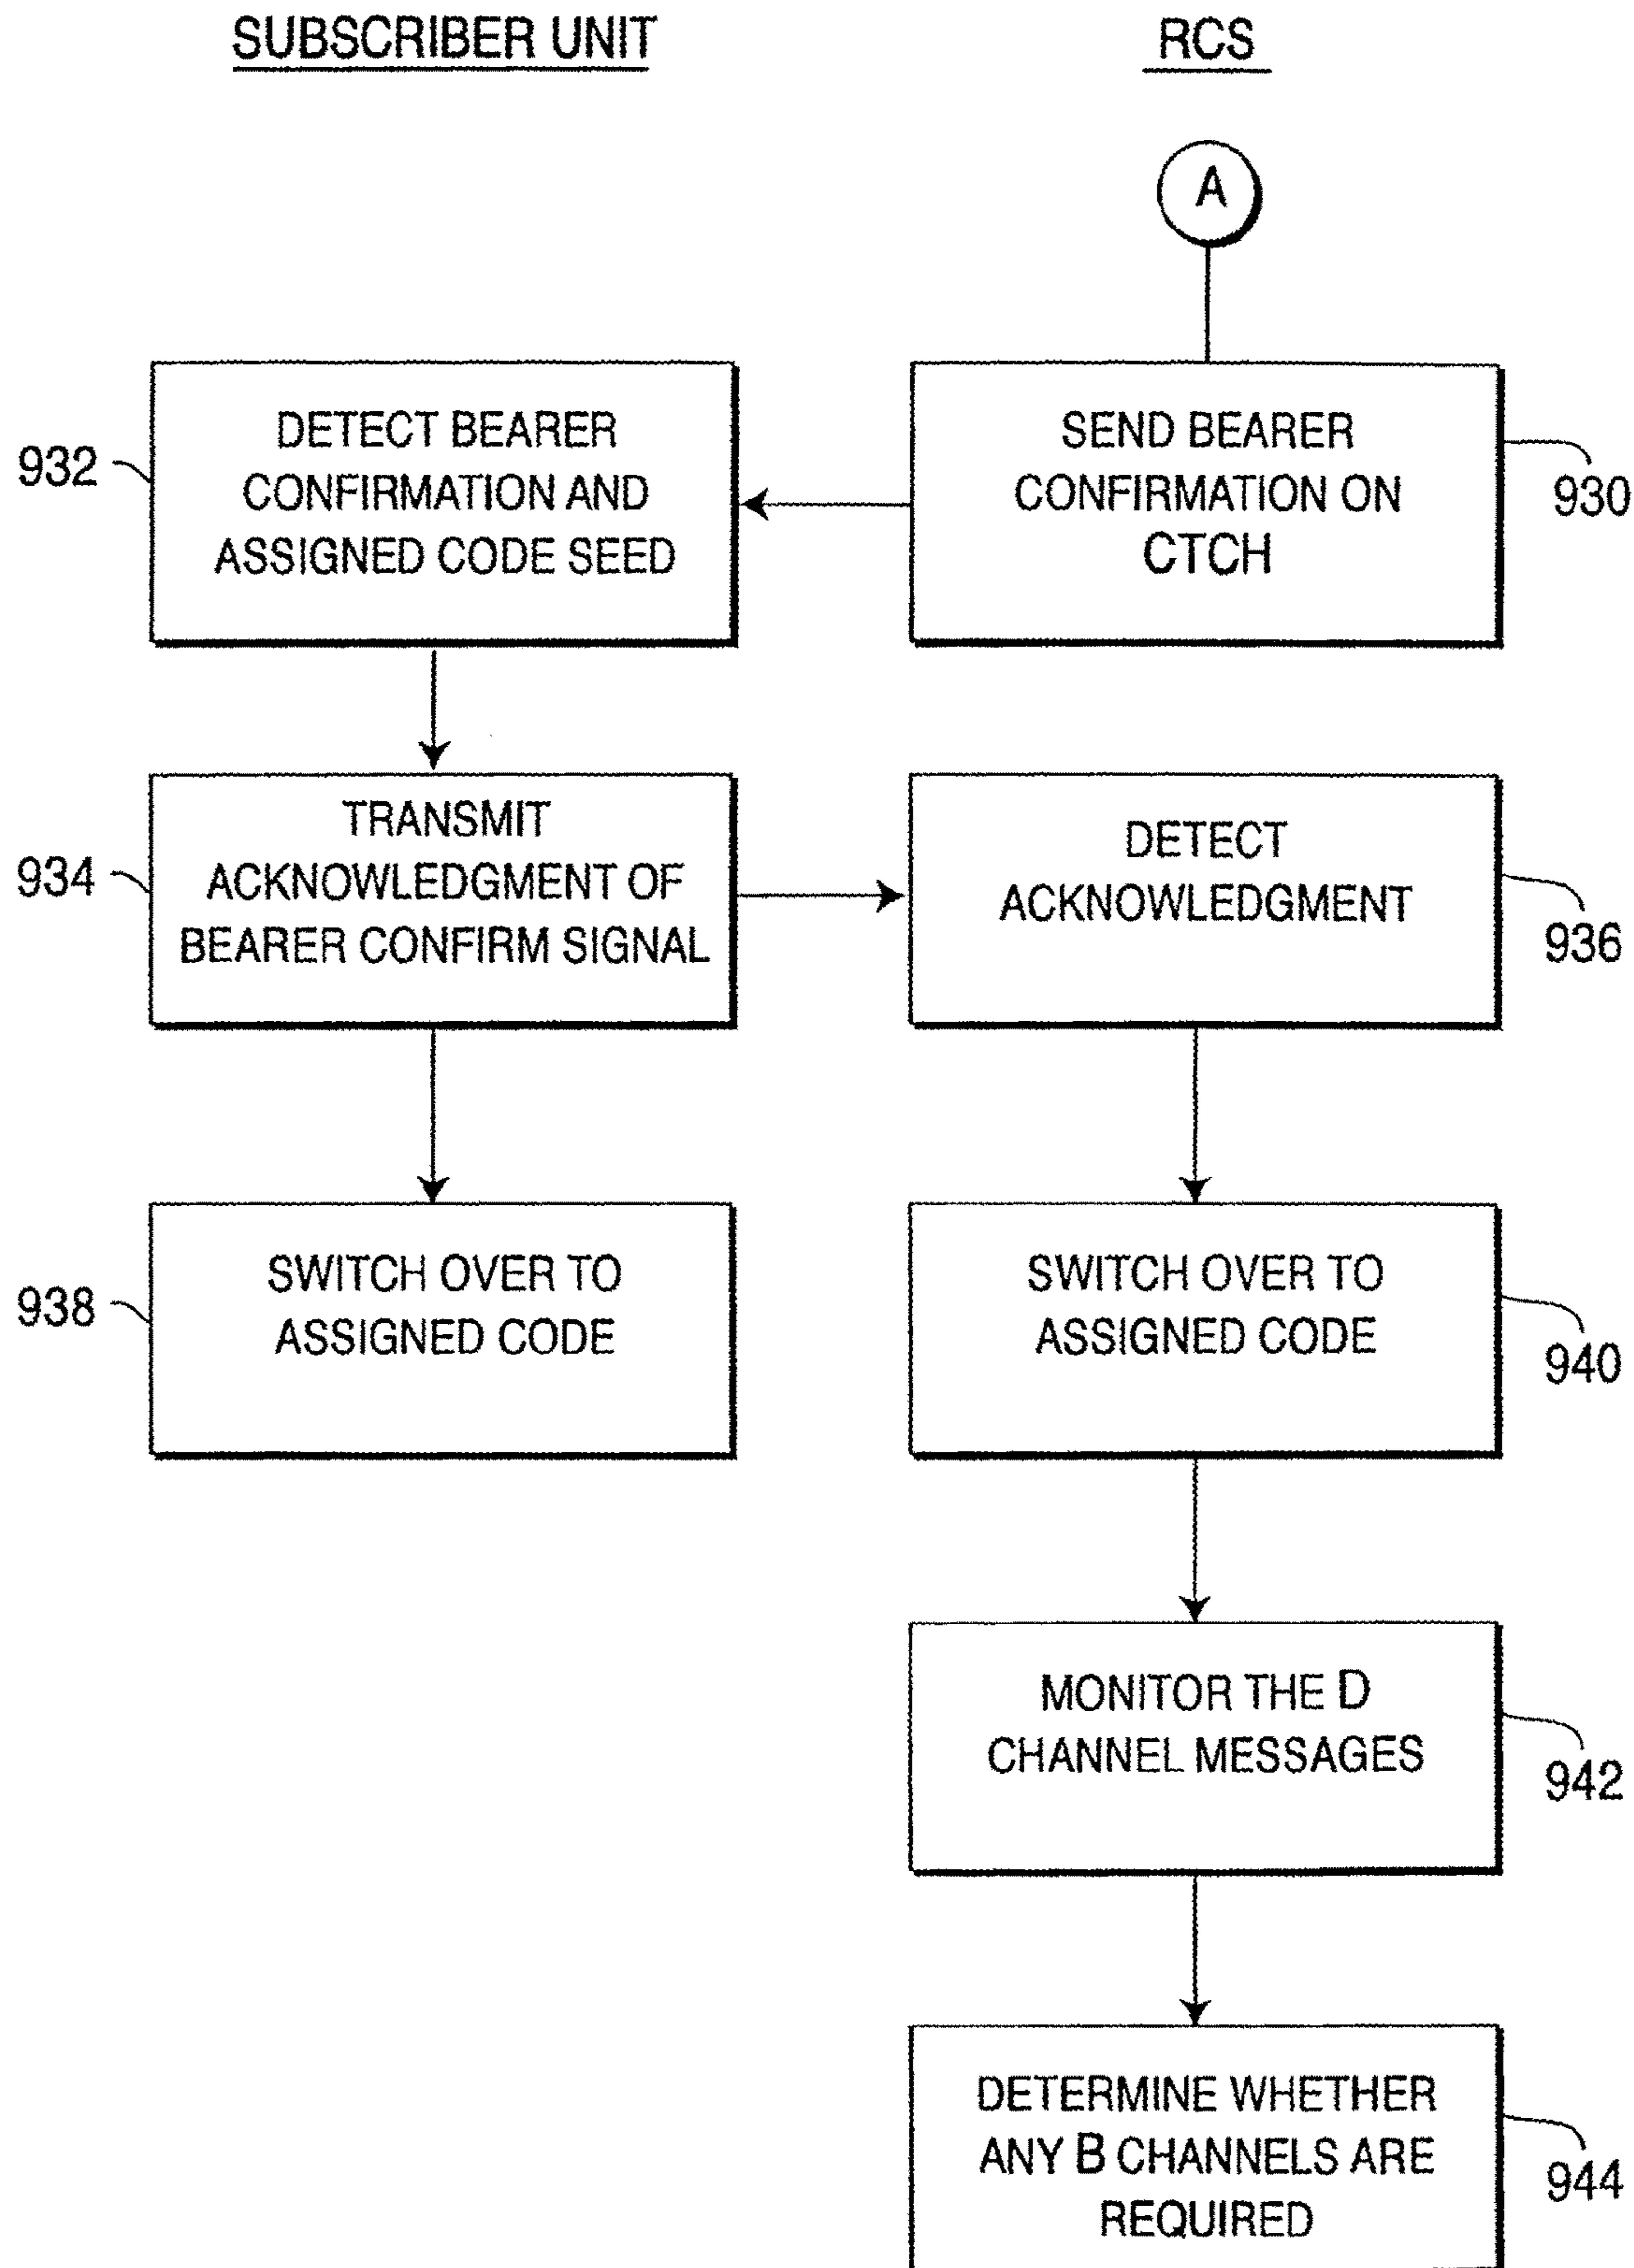 SUBSCRIBER UNIT
RCS
A
932
DETECT BEARER
CONFIRMATION AND
ASSIGNED CODE SEED
SEND BEARER
CONFIRMATION ON
CTCH
930
934
TRANSMIT
ACKNOWLEDGMENT OF
BEARER CONFIRM SIGNAL
DETECT
ACKNOWLEDGMENT
936
938
SWITCH OVER TO
ASSIGNED CODE
SWITCH OVER TO
ASSIGNED CODE
940
MONITOR THE D
CHANNEL MESSAGES
942
DETERMINE WHETHER
ANY B CHANNELS ARE
REQUIRED
944